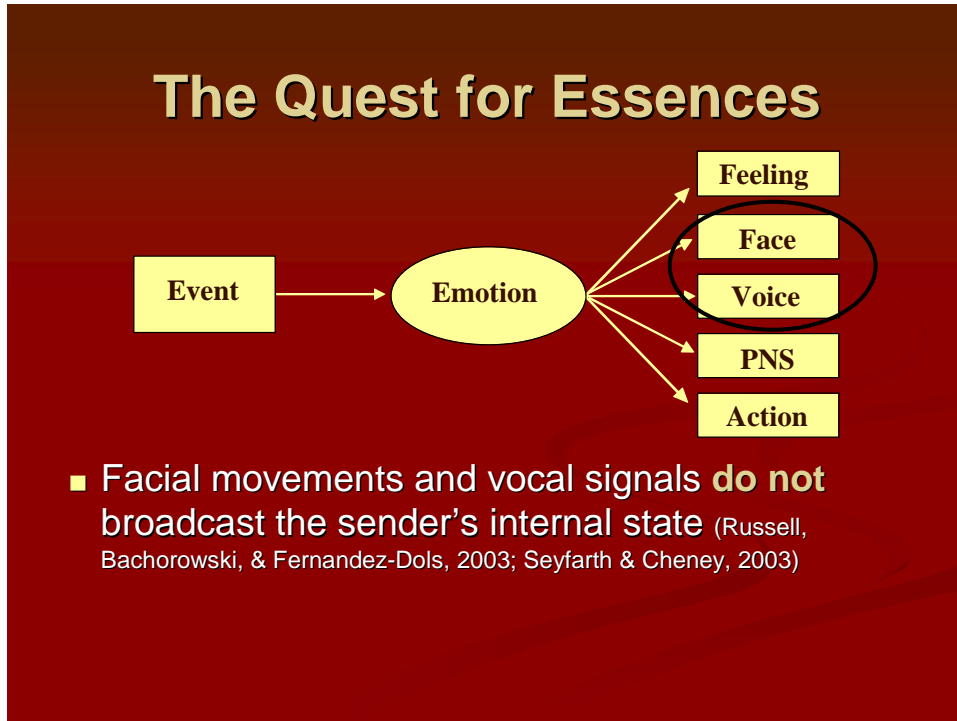 The Quest for Essences
Feeling
Face
Event
Emotion
Voice
PNS
Action
Facial movements and vocal signals do not
broadcast the sender's internal state (Russell,
Bachorowski, & Fernandez-Dols, 2003; Seyfarth & Cheney, 2003)